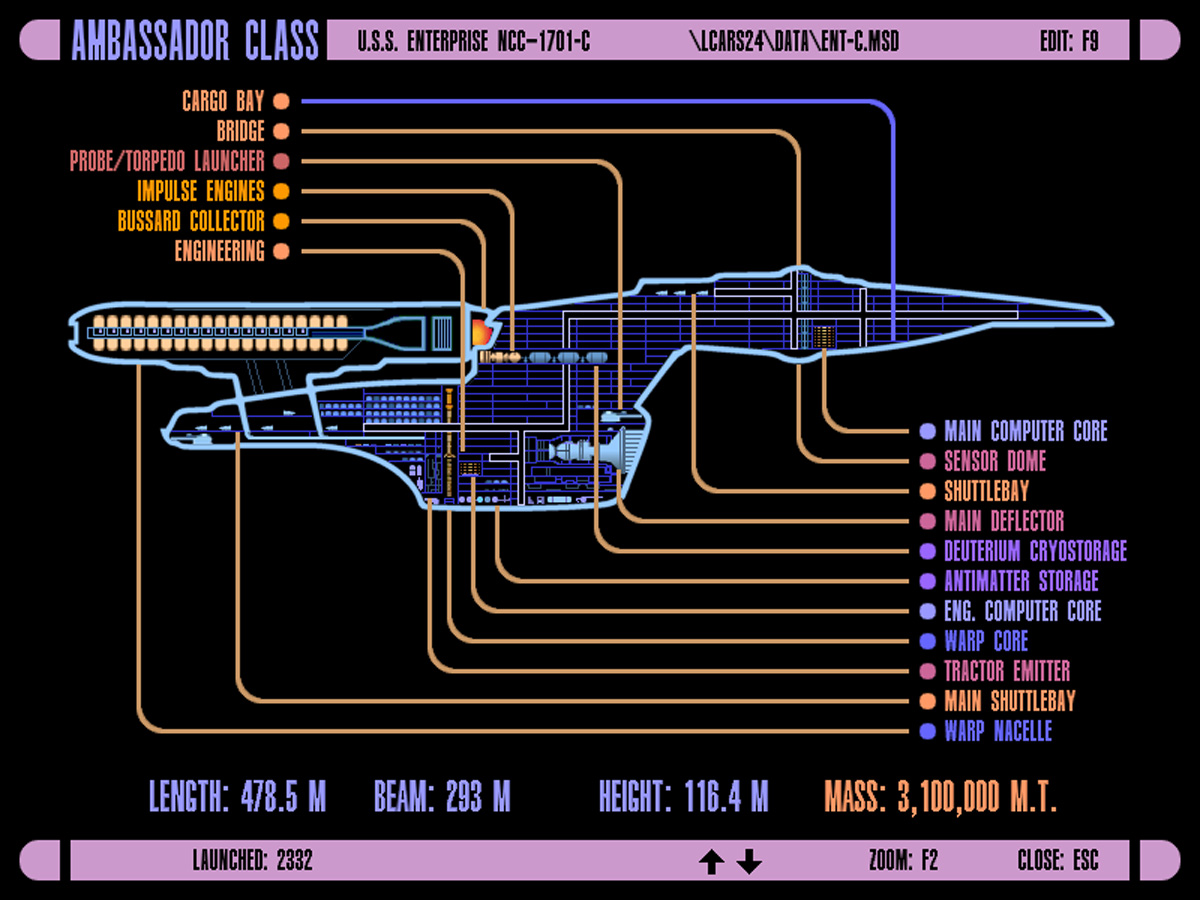 AMBASSADOR CLASS
U.S.S. ENTERPRISE NCC-1701-C
\LCARS24\DATA\ENT-C.MSD
EDIT: F9
CARGO BAY
BRIDGE
PROBE/TORPEDO LAUNCHER
IMPULSE ENGINES
BUSSARD COLLECTOR
ENGINEERING
MAIN COMPUTER CORE
SENSOR DOME
SHUTTLEBAY
MAIN DEFLECTOR
DEUTERIUM CRYOSTORAGE
ANTIMATTER STORAGE
ENG. COMPUTER CORE
WARP CORE
TRACTOR EMITTER
MAIN SHUTTLEBAY
WARP NACELLE
LENGTH: 478.5 M
BEAM: 293 M
HEIGHT: 116.4 M
MASS: 3,100,000 M.T.
LAUNCHED: 2332
ZOOM: F2
CLOSE: ESC